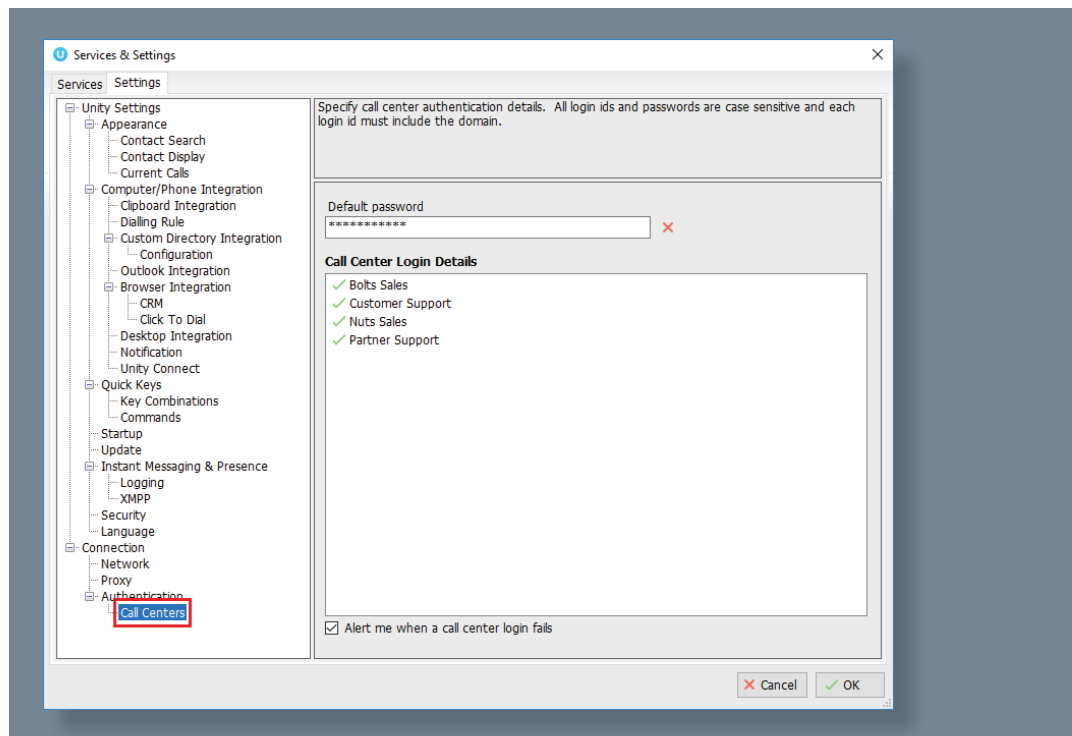 Services & Settings
Services
Settings
Unity Settings
Appearance
Contact Search
Contact Display
Current Calls
Computer/Phone Integration
Clipboard Integration
Dialling Rule
Custom Directory Integration
Configuration
Outlook Integration
Browser Integration
CRM
Click To Dial
Desktop Integration
Notification
Unity Connect
Quick Keys
Key Combinations
Commands
Startup
Update
Instant Messaging & Presence
Logging
XMPP
Security
Language
Connection
Network
Proxy
Authentication
Call Centers
Specify call center authentication details. All login ids and passwords are case sensitive and each
login id must include the domain.
Default password
***********
Call Center Login Details
Bolts Sales
Customer Support
Nuts Sales
Partner Support
Alert me when a call center login fails
Cancel
OK